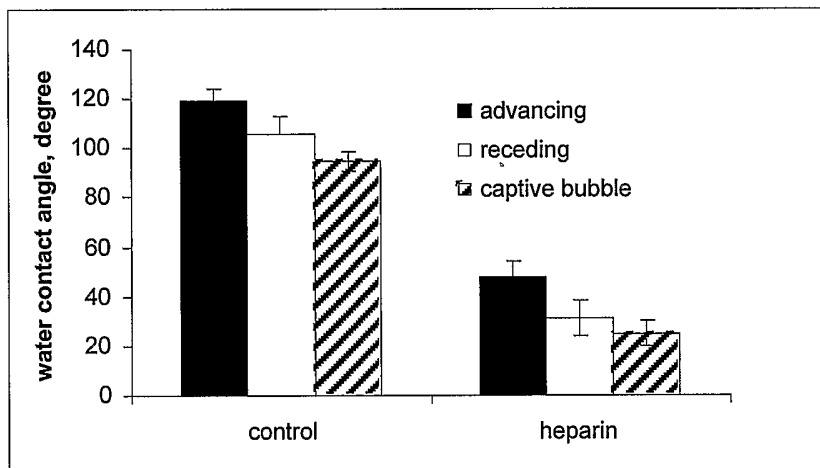 water contact angle, degree
140
120
100
80
60
40
20
0
advancing
receding
captive bubble
control
heparin